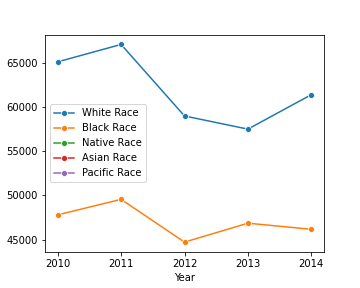 65000
60000
55000
50000
45000
White Race
Black Race
Native Race
Asian Race
Pacific Race
2010 2011 2012 2013 2014
Year